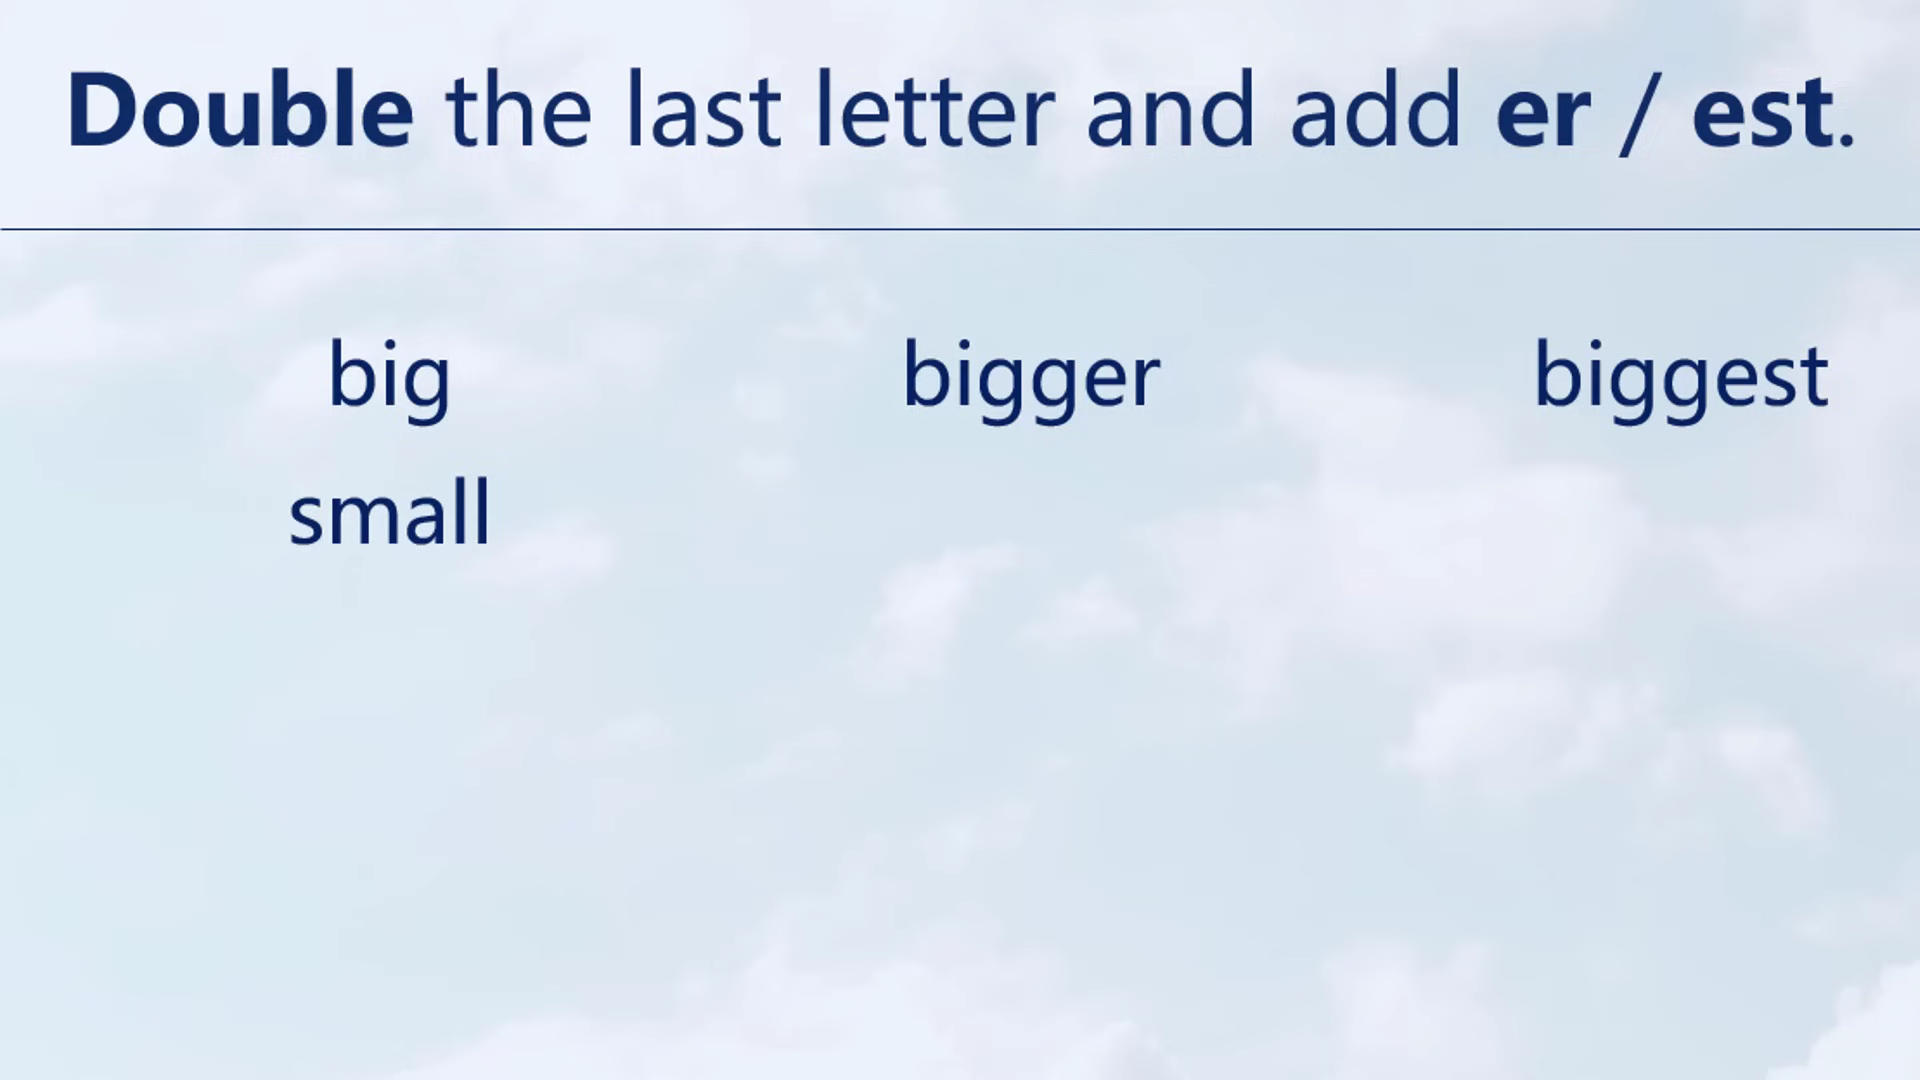 Double the last letter and add er / est.
big bigger biggest
small